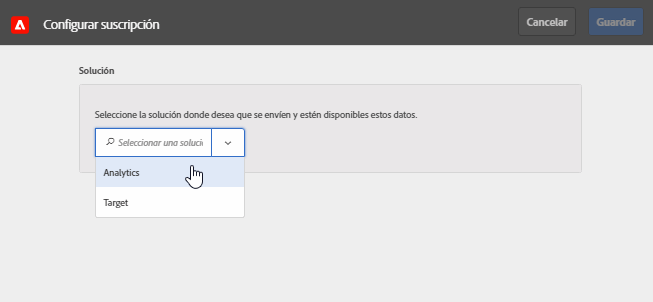 Configurar suscripción
Cancelar
Guardar
Solución
Seleccione la solución donde desea que se envíen y estén disponibles estos datos.
Seleccionar una soluci
Analytics
Target